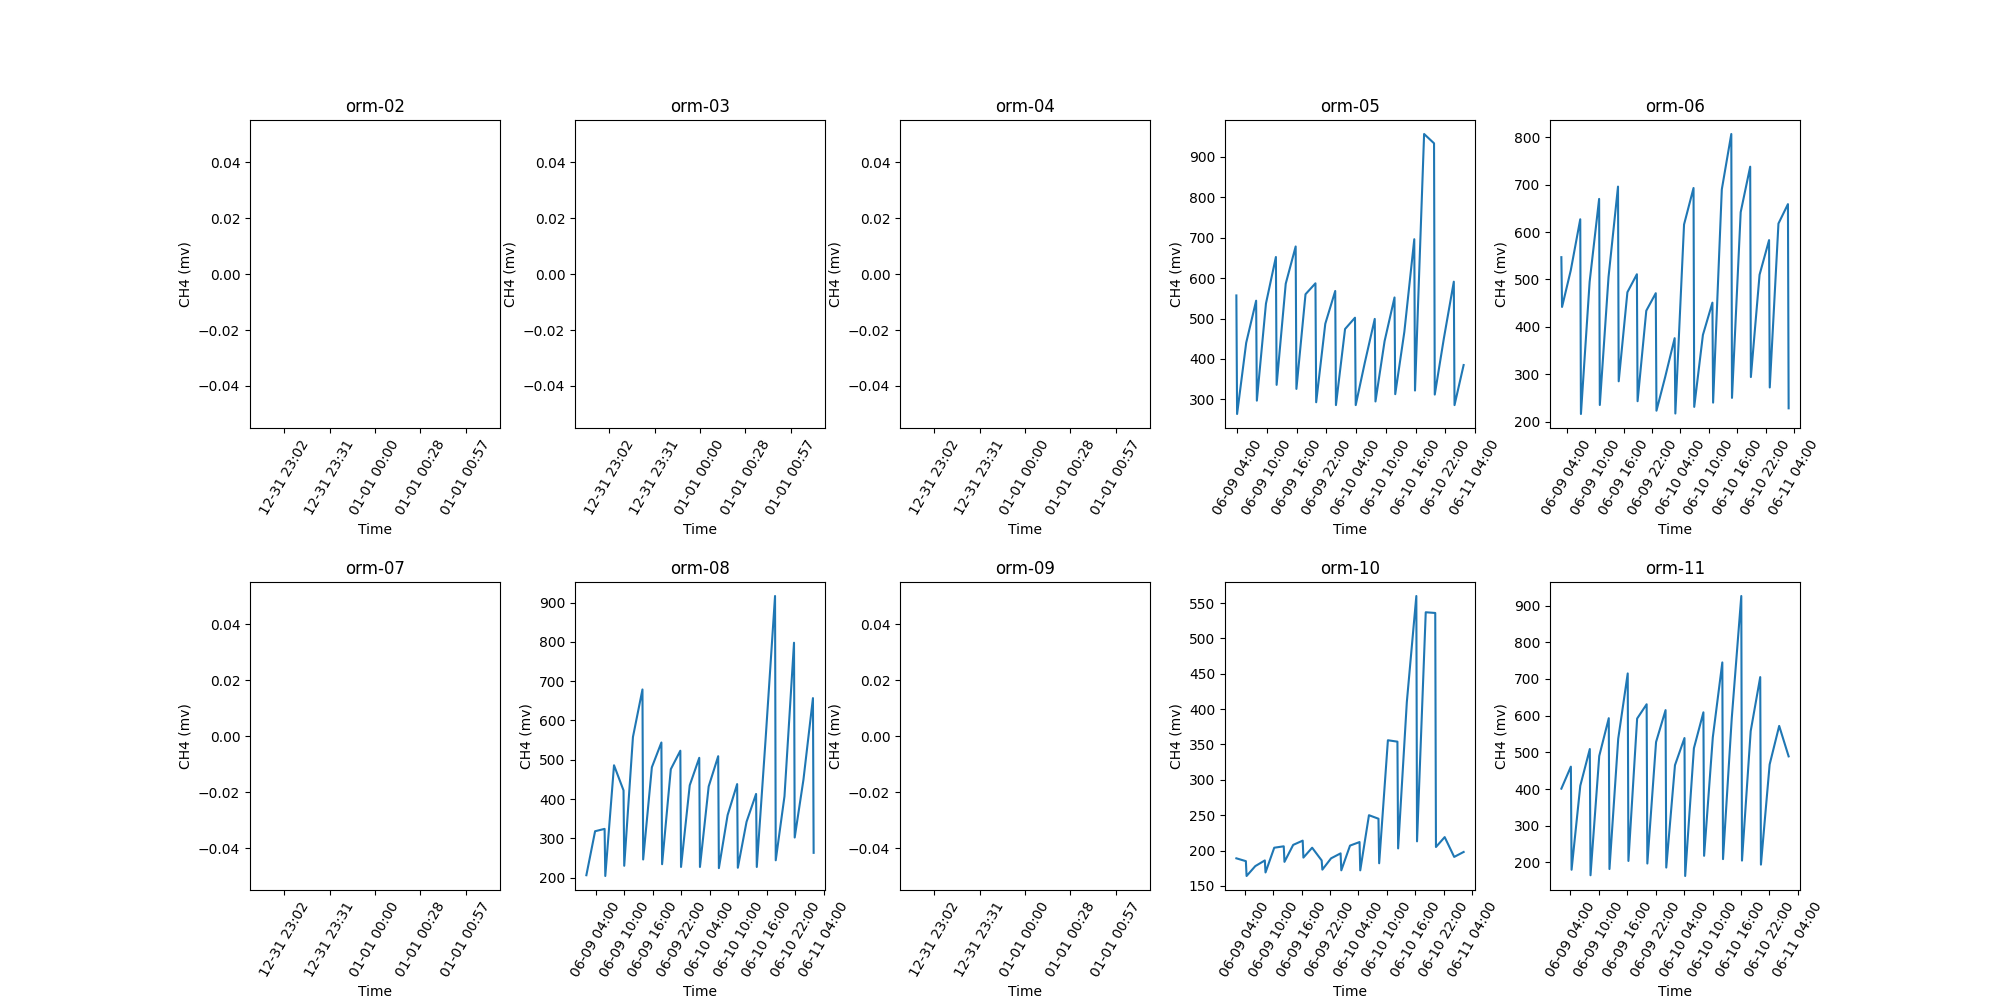 orm-02 orm-03 orm-04 orm-05 orm-06
0.04 0.04 0.04 900 800
0.02 0.02 0.02 800 700
0.00 0.00 0.00 700 600
−0.02 −0.02 −0.02 600 500
−0.04 −0.04 −0.04 500 400
400 300
300 200
CH4 (mv) CH4 (mv) CH4 (mv) CH4 (mv) CH4 (mv)
12-31 23:02 12-31 23:31 01-01 00:00 01-01 00:28 01-01 00:57
12-31 23:02 12-31 23:31 01-01 00:00 01-01 00:28 01-01 00:57
12-31 23:02 12-31 23:31 01-01 00:00 01-01 00:28 01-01 00:57
06-09 04:00 06-09 10:00 06-09 16:00 06-09 22:00 06-10 04:00 06-10 10:00 06-10 16:00 06-10 22:00 06-11 04:00
06-09 04:00 06-09 10:00 06-09 16:00 06-09 22:00 06-10 04:00 06-10 10:00 06-10 16:00 06-10 22:00 06-11 04:00
Time Time Time Time Time
orm-07 orm-08 orm-09 orm-10 orm-11
0.04 900 0.04 550 900
0.02 800 0.02 500 800
0.00 700 0.00 450 700
−0.02 600 −0.02 400 600
−0.04 500 −0.04 350 500
400 300 400
300 250 300
200 200 200
150
CH4 (mv) CH4 (mv) CH4 (mv) CH4 (mv) CH4 (mv)
12-31 23:02 12-31 23:31 01-01 00:00 01-01 00:28 01-01 00:57
06-09 04:00 06-09 10:00 06-09 16:00 06-09 22:00 06-10 04:00 06-10 10:00 06-10 16:00 06-10 22:00 06-11 04:00
12-31 23:02 12-31 23:31 01-01 00:00 01-01 00:28 01-01 00:57
06-09 04:00 06-09 10:00 06-09 16:00 06-09 22:00 06-10 04:00 06-10 10:00 06-10 16:00 06-10 22:00 06-11 04:00
06-09 04:00 06-09 10:00 06-09 16:00 06-09 22:00 06-10 04:00 06-10 10:00 06-10 16:00 06-10 22:00 06-11 04:00
Time Time Time Time Time